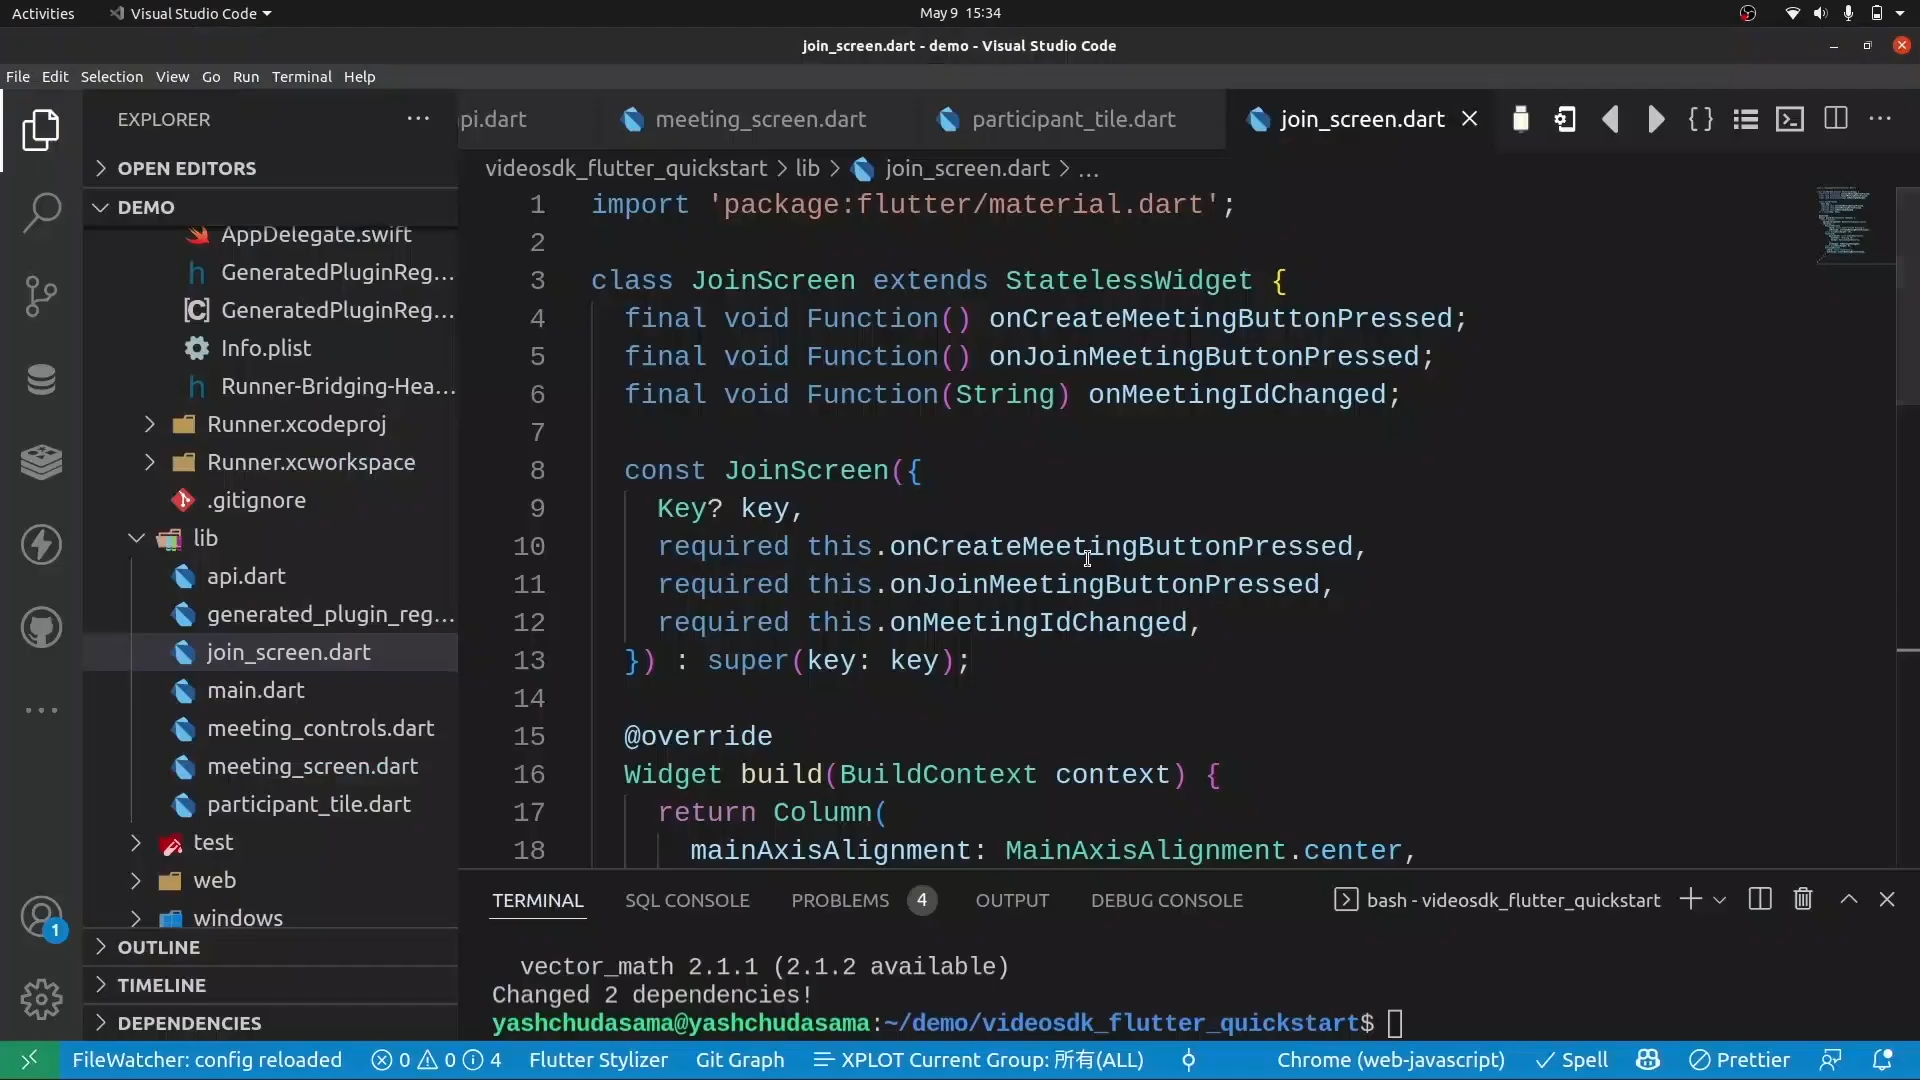 Activities
Visual Studio Code
May 9 15:34
join_screen.dart - demo - Visual Studio Code
File Edit Selection View Go Run Terminal Help
EXPLORER
OPEN EDITORS
DEMO
AppDelegate.swift
GeneratedPluginReg...
GeneratedPluginReg...
Info.plist
Runner-Bridging-Hea...
Runner.xcodeproj
Runner.xcworkspace
.gitignore
lib
api.dart
generated_plugin_reg...
join_screen.dart
main.dart
meeting_controls.dart
meeting_screen.dart
participant_tile.dart
test
web
windows
OUTLINE
TIMELINE
DEPENDENCIES
1
pi.dart
meeting_screen.dart
participant_tile.dart
join_screen.dart
videosdk_flutter_quickstart > lib > join_screen.dart > ...
1 import 'package:flutter/material.dart';
2
3 class JoinScreen extends StatelessWidget {
4 final void Function() onCreateMeetingButtonPressed;
5 final void Function() onJoinMeetingButtonPressed;
6 final void Function(String) onMeetingIdChanged;
7
8 const JoinScreen({
9 Key? key,
10 required this.onCreateMeetingButtonPressed,
11 required this.onJoinMeetingButtonPressed,
12 required this.onMeetingIdChanged,
13 }) : super(key: key);
14
15 @override
16 Widget build(BuildContext context) {
17 return Column(
18 mainAxisAlignment: MainAxisAlignment.center,
TERMINAL SQL CONSOLE PROBLEMS 4 OUTPUT DEBUG CONSOLE
bash - videosdk_flutter_quickstart
vector_math 2.1.1 (2.1.2 available)
Changed 2 dependencies!
yashchudasama@yashchudasama:~/demo/videosdk_flutter_quickstart$
FileWatcher: config reloaded 0 0 4 Flutter Stylizer Git Graph XPLOT Current Group: 所有(ALL) Chrome (web-javascript) Spell Prettier